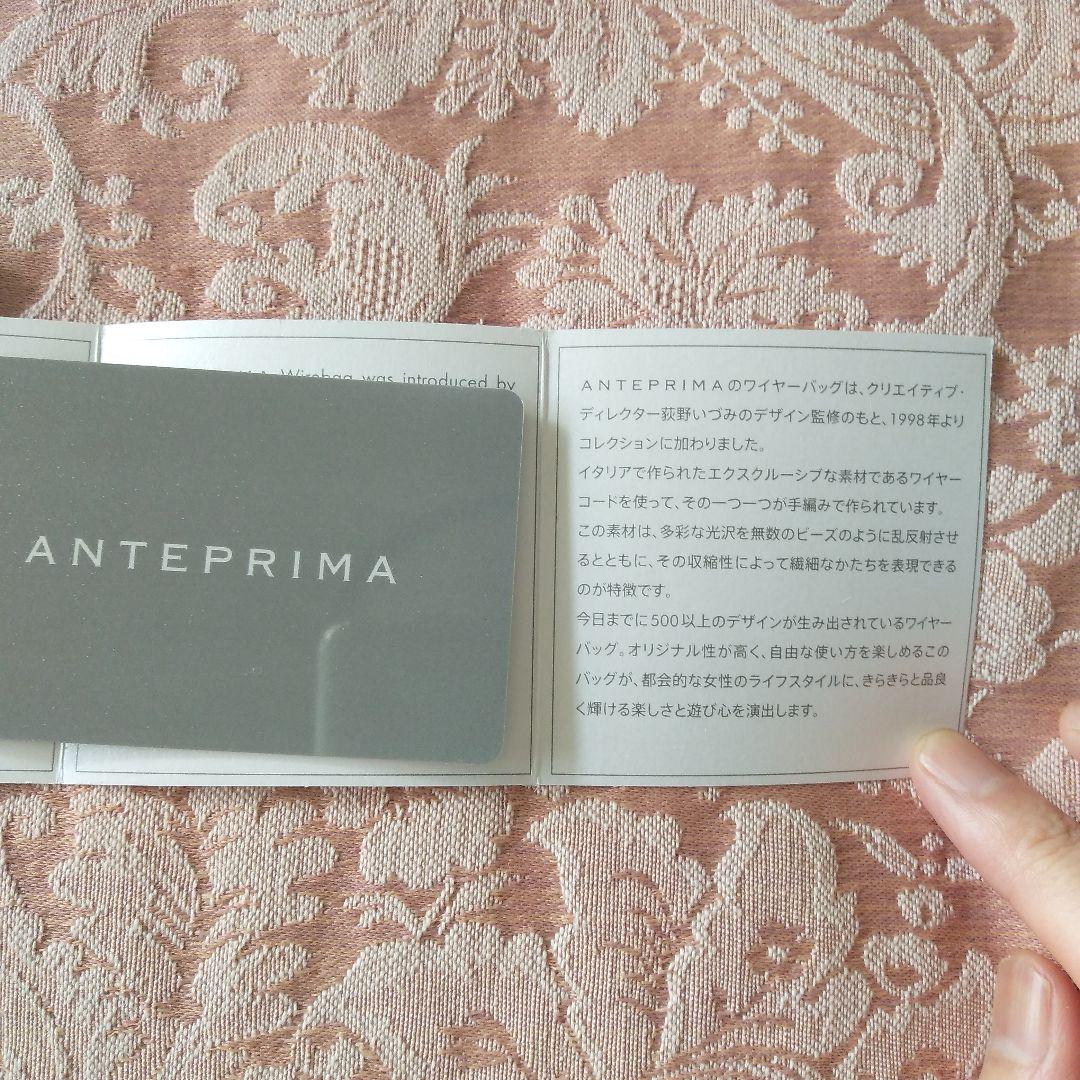 Wirebag was introduced by
ANTEPRIMA
ANTEPRIMAのワイヤーバッグは、クリエイティブ・
ディレクター荻野いづみのデザイン監修のもと、1998年より
コレクションに加わりました。
イタリアで作られたエクスクルーシブな素材であるワイヤー
コードを使って、その一つ一つが手編みで作られています。
この素材は、多彩な光沢を無数のビーズのように乱反射させ
るとともに、その収縮性によって繊細なかたちを表現できる
のが特徴です。
今日までに500以上のデザインが生み出されているワイヤー
バッグ。オリジナル性が高く、自由な使い方を楽しめるこの
バッグが、都会的な女性のライフスタイルに、きらきらと品良
く輝ける楽しさと遊び心を演出します。